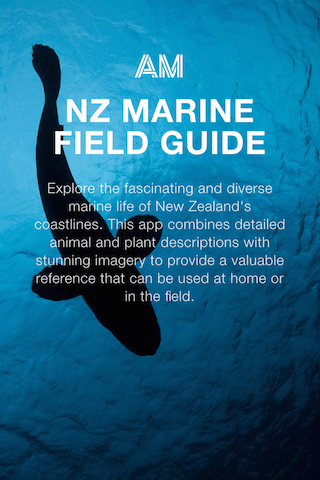 AM
NZ MARINE
FIELD GUIDE
Explore the fascinating and diverse
marine life of New Zealand's
coastlines. This app combines detailed
animal and plant descriptions with
stunning imagery to provide a valuable
reference that can be used at home or
in the field.